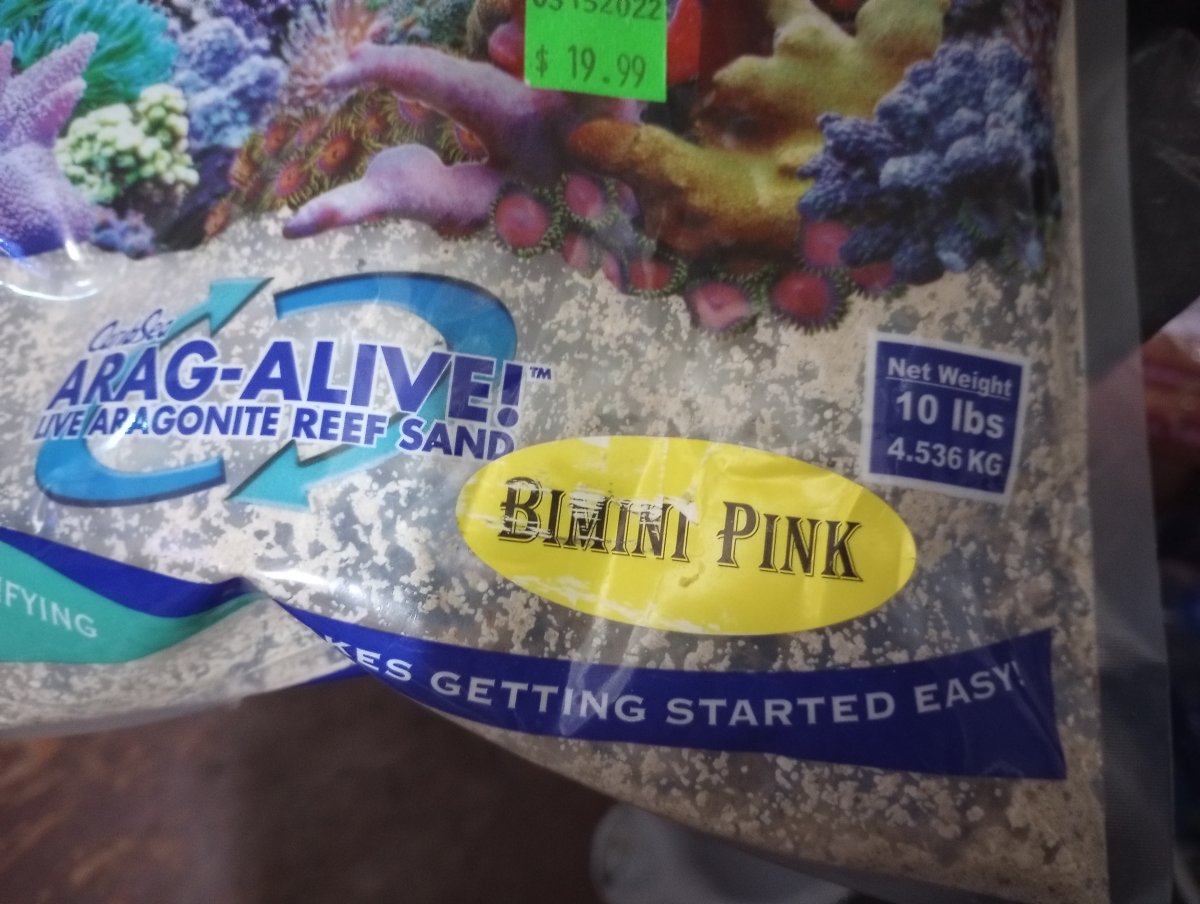 03152022
$ 19.99
CaribSea
ARAG-ALIVE!™
LIVE ARAGONITE REEF SAND
Net Weight
10 lbs
4.536 KG
BIMINI PINK
IFYING
KES GETTING STARTED EASY!